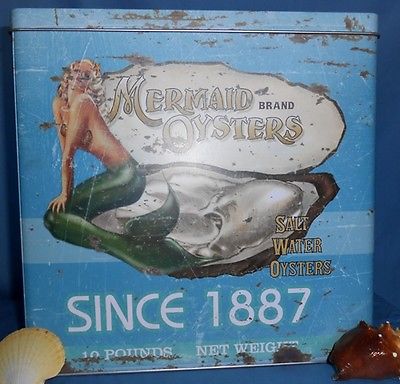 MERMAID BRAND
OYSTERS
SALT
WATER
OYSTERS
SINCE 1887
10 POUNDS NET WEIGHT